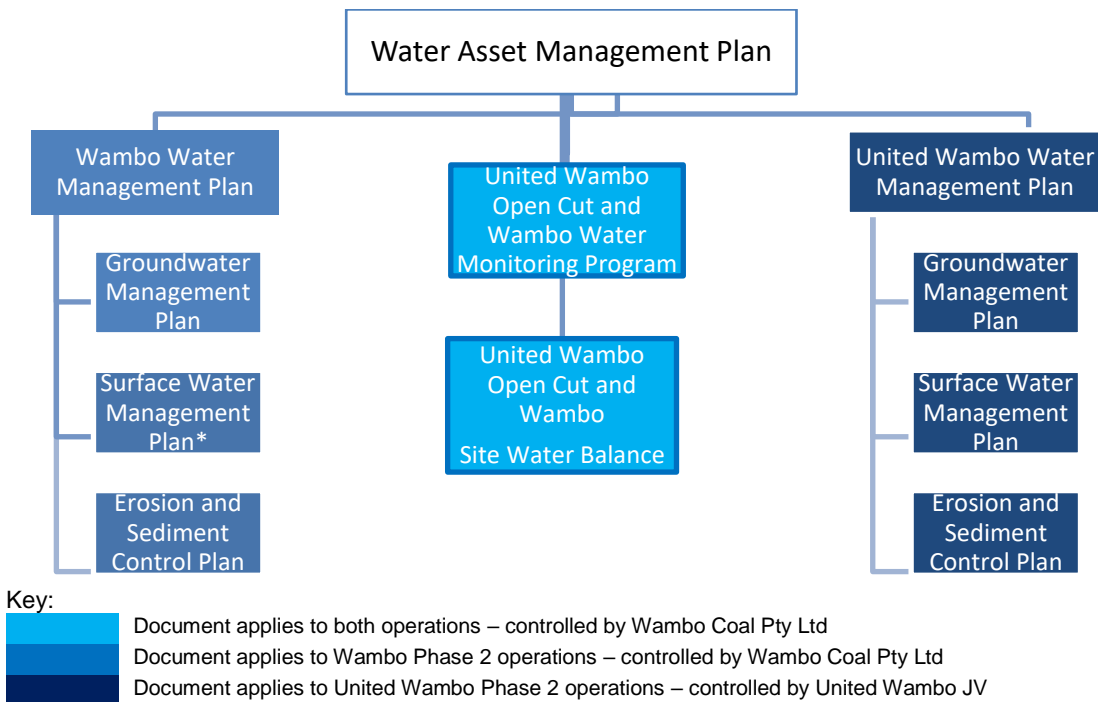 Water Asset Management Plan
Wambo Water
Management Plan
Groundwater
Management
Plan
Surface Water
Management
Plan*
Erosion and
Sediment
Control Plan
United Wambo
Open Cut and
Wambo Water
Monitoring Program
United Wambo
Open Cut and
Wambo
Site Water Balance
United Wambo Water
Management Plan
Groundwater
Management
Plan
Surface Water
Management
Plan
Erosion and
Sediment
Control Plan
Key:
Document applies to both operations – controlled by Wambo Coal Pty Ltd
Document applies to Wambo Phase 2 operations – controlled by Wambo Coal Pty Ltd
Document applies to United Wambo Phase 2 operations – controlled by United Wambo JV